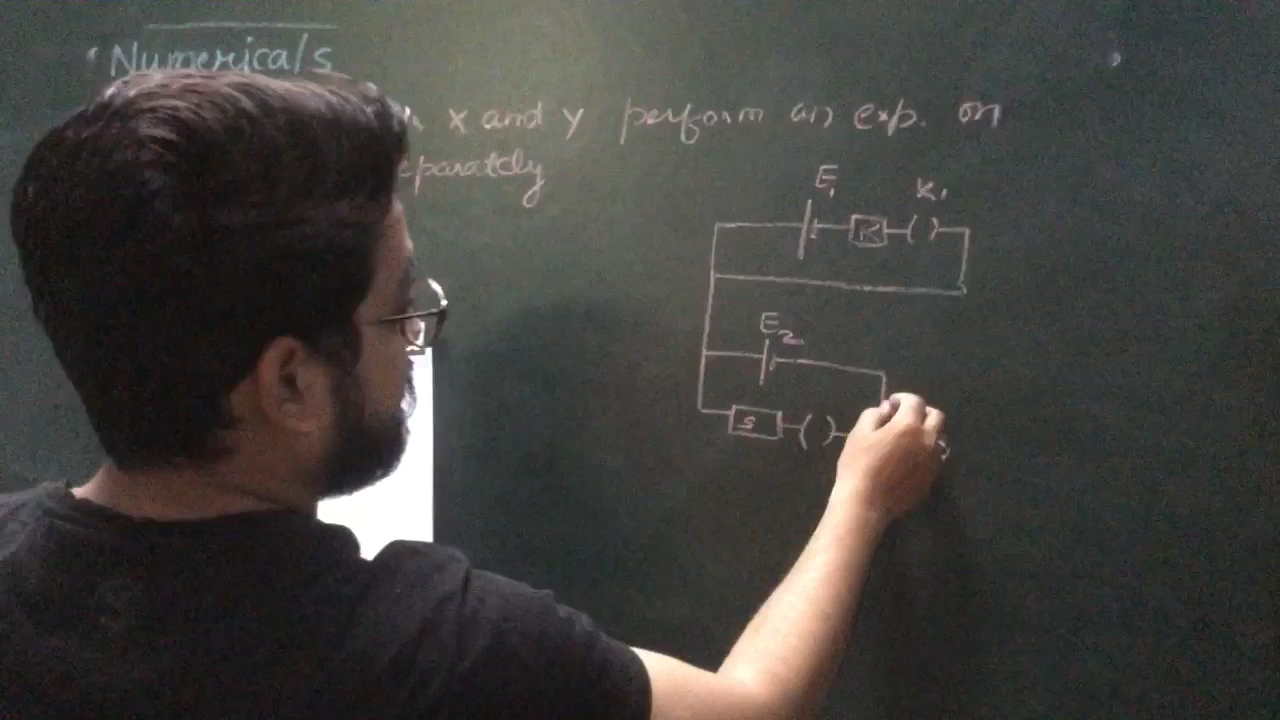 Numericals
x and y perform an exp. on
eparately
E1 K1
R
E2
S